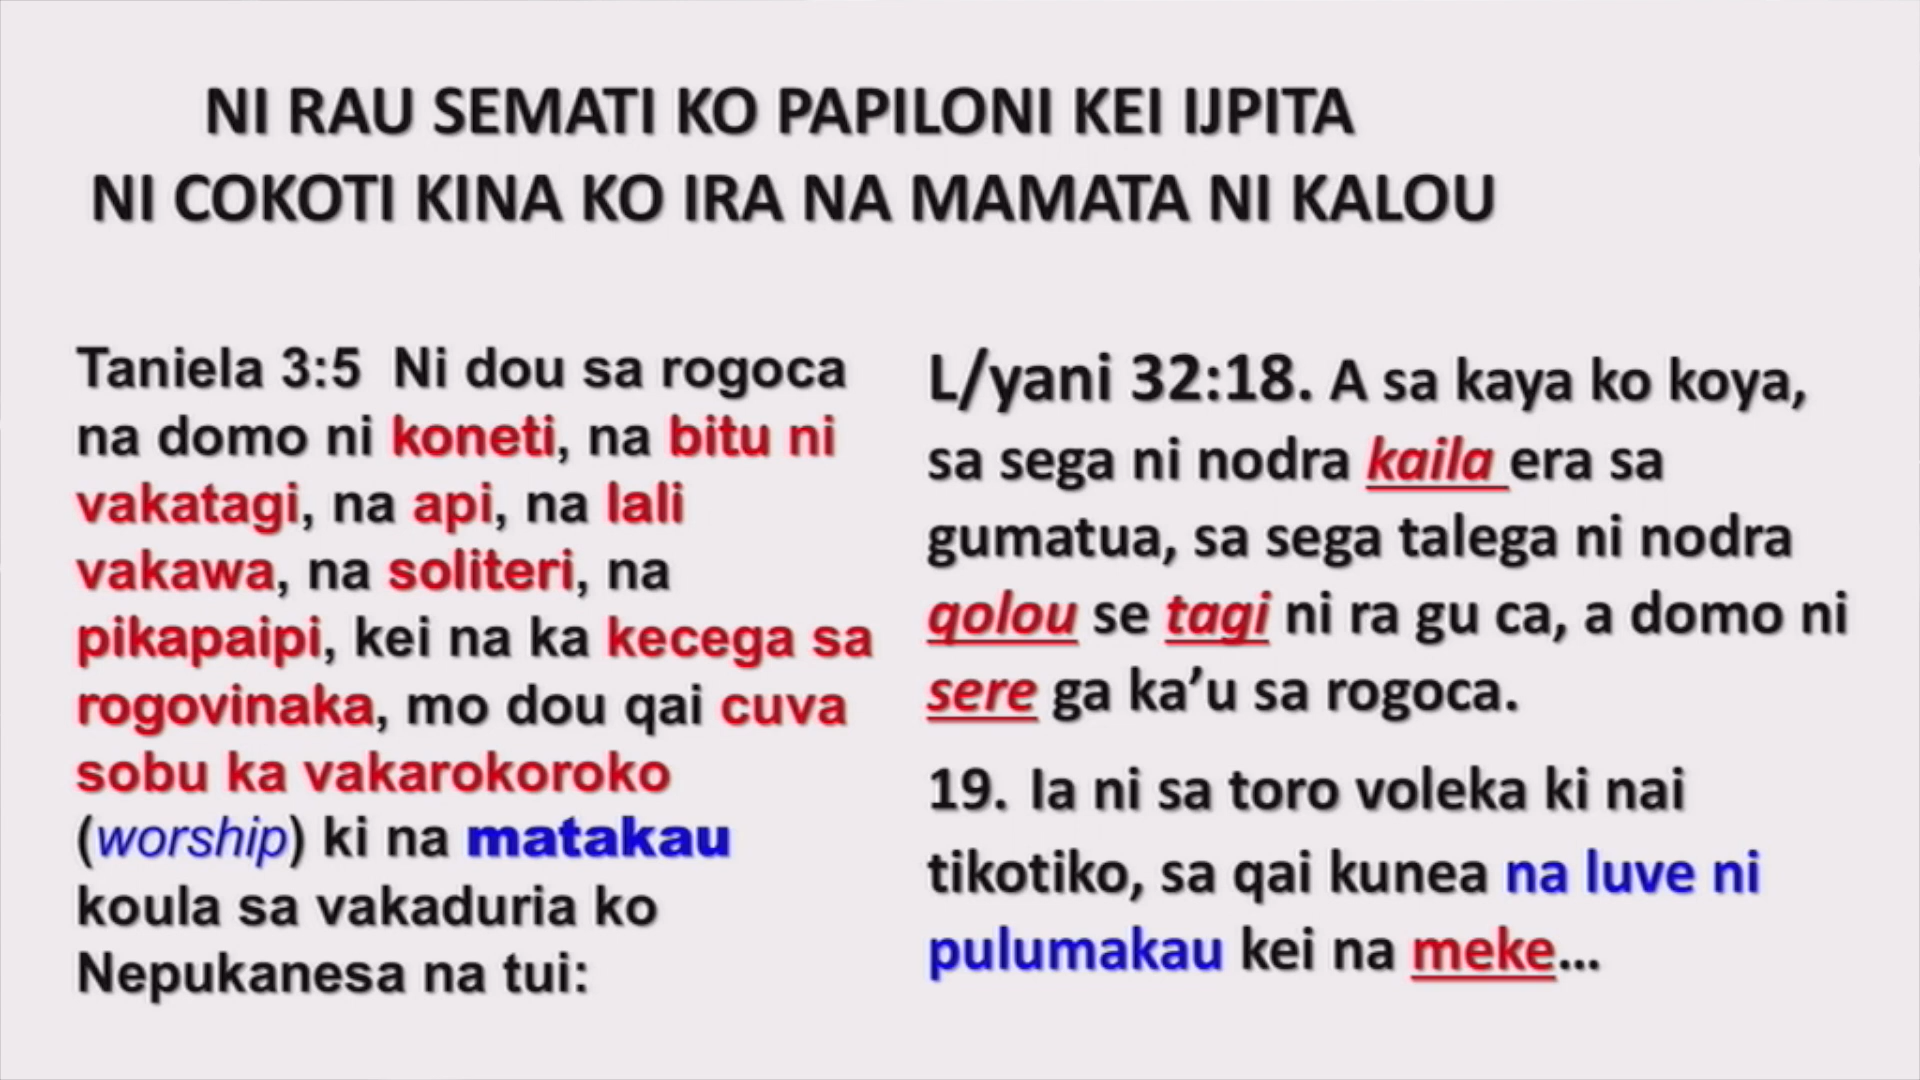 NI RAU SEMATI KO PAPILONI KEI IJPITA
NI COKOTI KINA KO IRA NA MAMATA NI KALOU
Taniela 3:5 Ni dou sa rogoca
na domo ni koneti, na bitu ni
vakatagi, na api, na lali
vakawa, na soliteri, na
pikapaipi, kei na ka kecega sa
rogovinaka, mo dou qai cuva
sobu ka vakarokoroko
(worship) ki na matakau
koula sa vakaduria ko
Nepukanesa na tui:
L/yani 32:18. A sa kaya ko koya,
sa sega ni nodra kaila era sa
gumatua, sa sega talega ni nodra
qolou se tagi ni ra gu ca, a domo ni
sere ga ka’u sa rogoca.
19. Ia ni sa toro voleka ki nai
tikotiko, sa qai kunea na luve ni
pulumakau kei na meke...